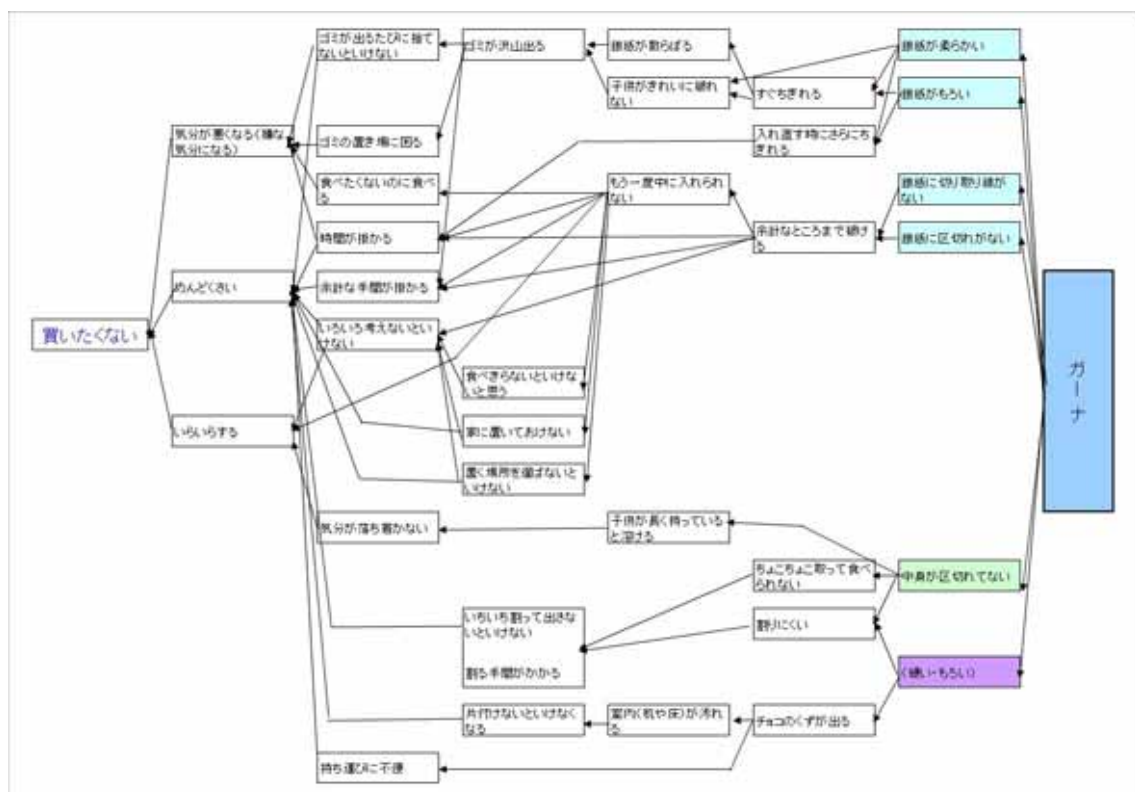 ゴミが出るたびに捨て
ないといけない
ゴミが沢山出る
銀紙が散らばる
銀紙が柔らかい
子供がきれいに破れ
ない
すぐちぎれる
銀紙がもろい
気分が悪くなる(嫌な
気分になる)
ゴミの置き場に困る
入れ直す時にさらにち
ぎれる
食べたくないのに食べ
る
もう一度中に入れられ
ない
銀紙に切り取り線が
ない
時間が掛かる
余計なところまで破け
る
銀紙に区切れがない
めんどくさい
余計な手間が掛かる
買いたくない
いろいろ考えないとい
けない
ガーナ
食べきらないといけな
いと思う
いらいらする
家に置いておけない
置く場所を選ばないと
いけない
気分が落ち着かない
子供が長く持っている
と溶ける
ちょこちょこ取って食べ
られない
中身が区切れてない
いちいち割って出さな
いといけない
割る手間がかかる
割りにくい
(硬い・もろい)
片付けないといけなく
なる
室内(机や床)が汚れ
る
チョコのくずが出る
持ち運びに不便